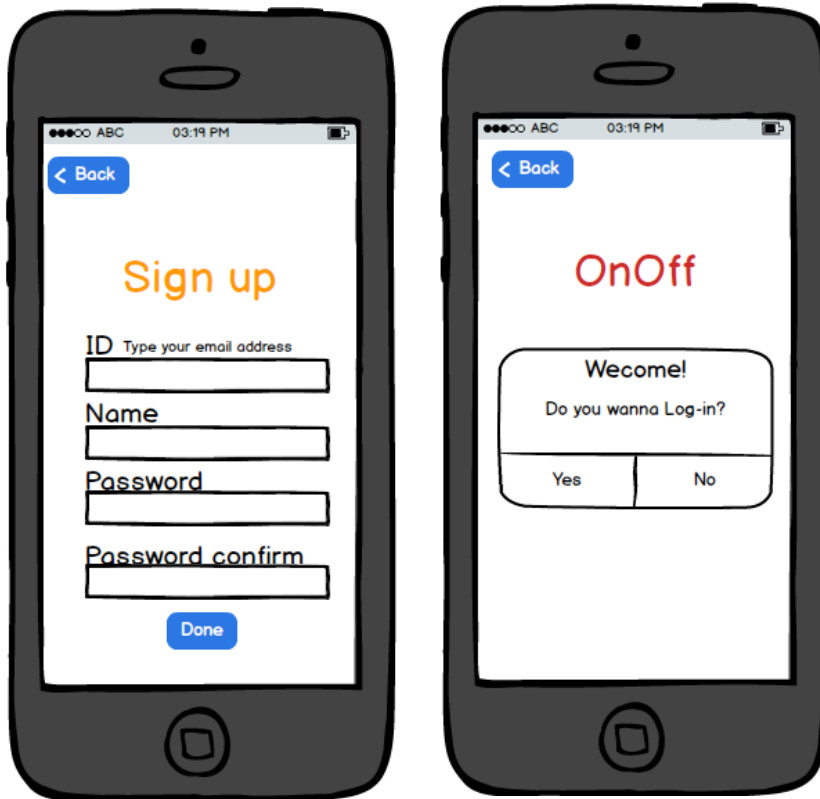 ABC 03:19 PM
< Back
Sign up
ID Type your email address
Name
Password
Password confirm
Done
ABC 03:19 PM
< Back
OnOff
Wecome!
Do you wanna Log-in?
Yes No